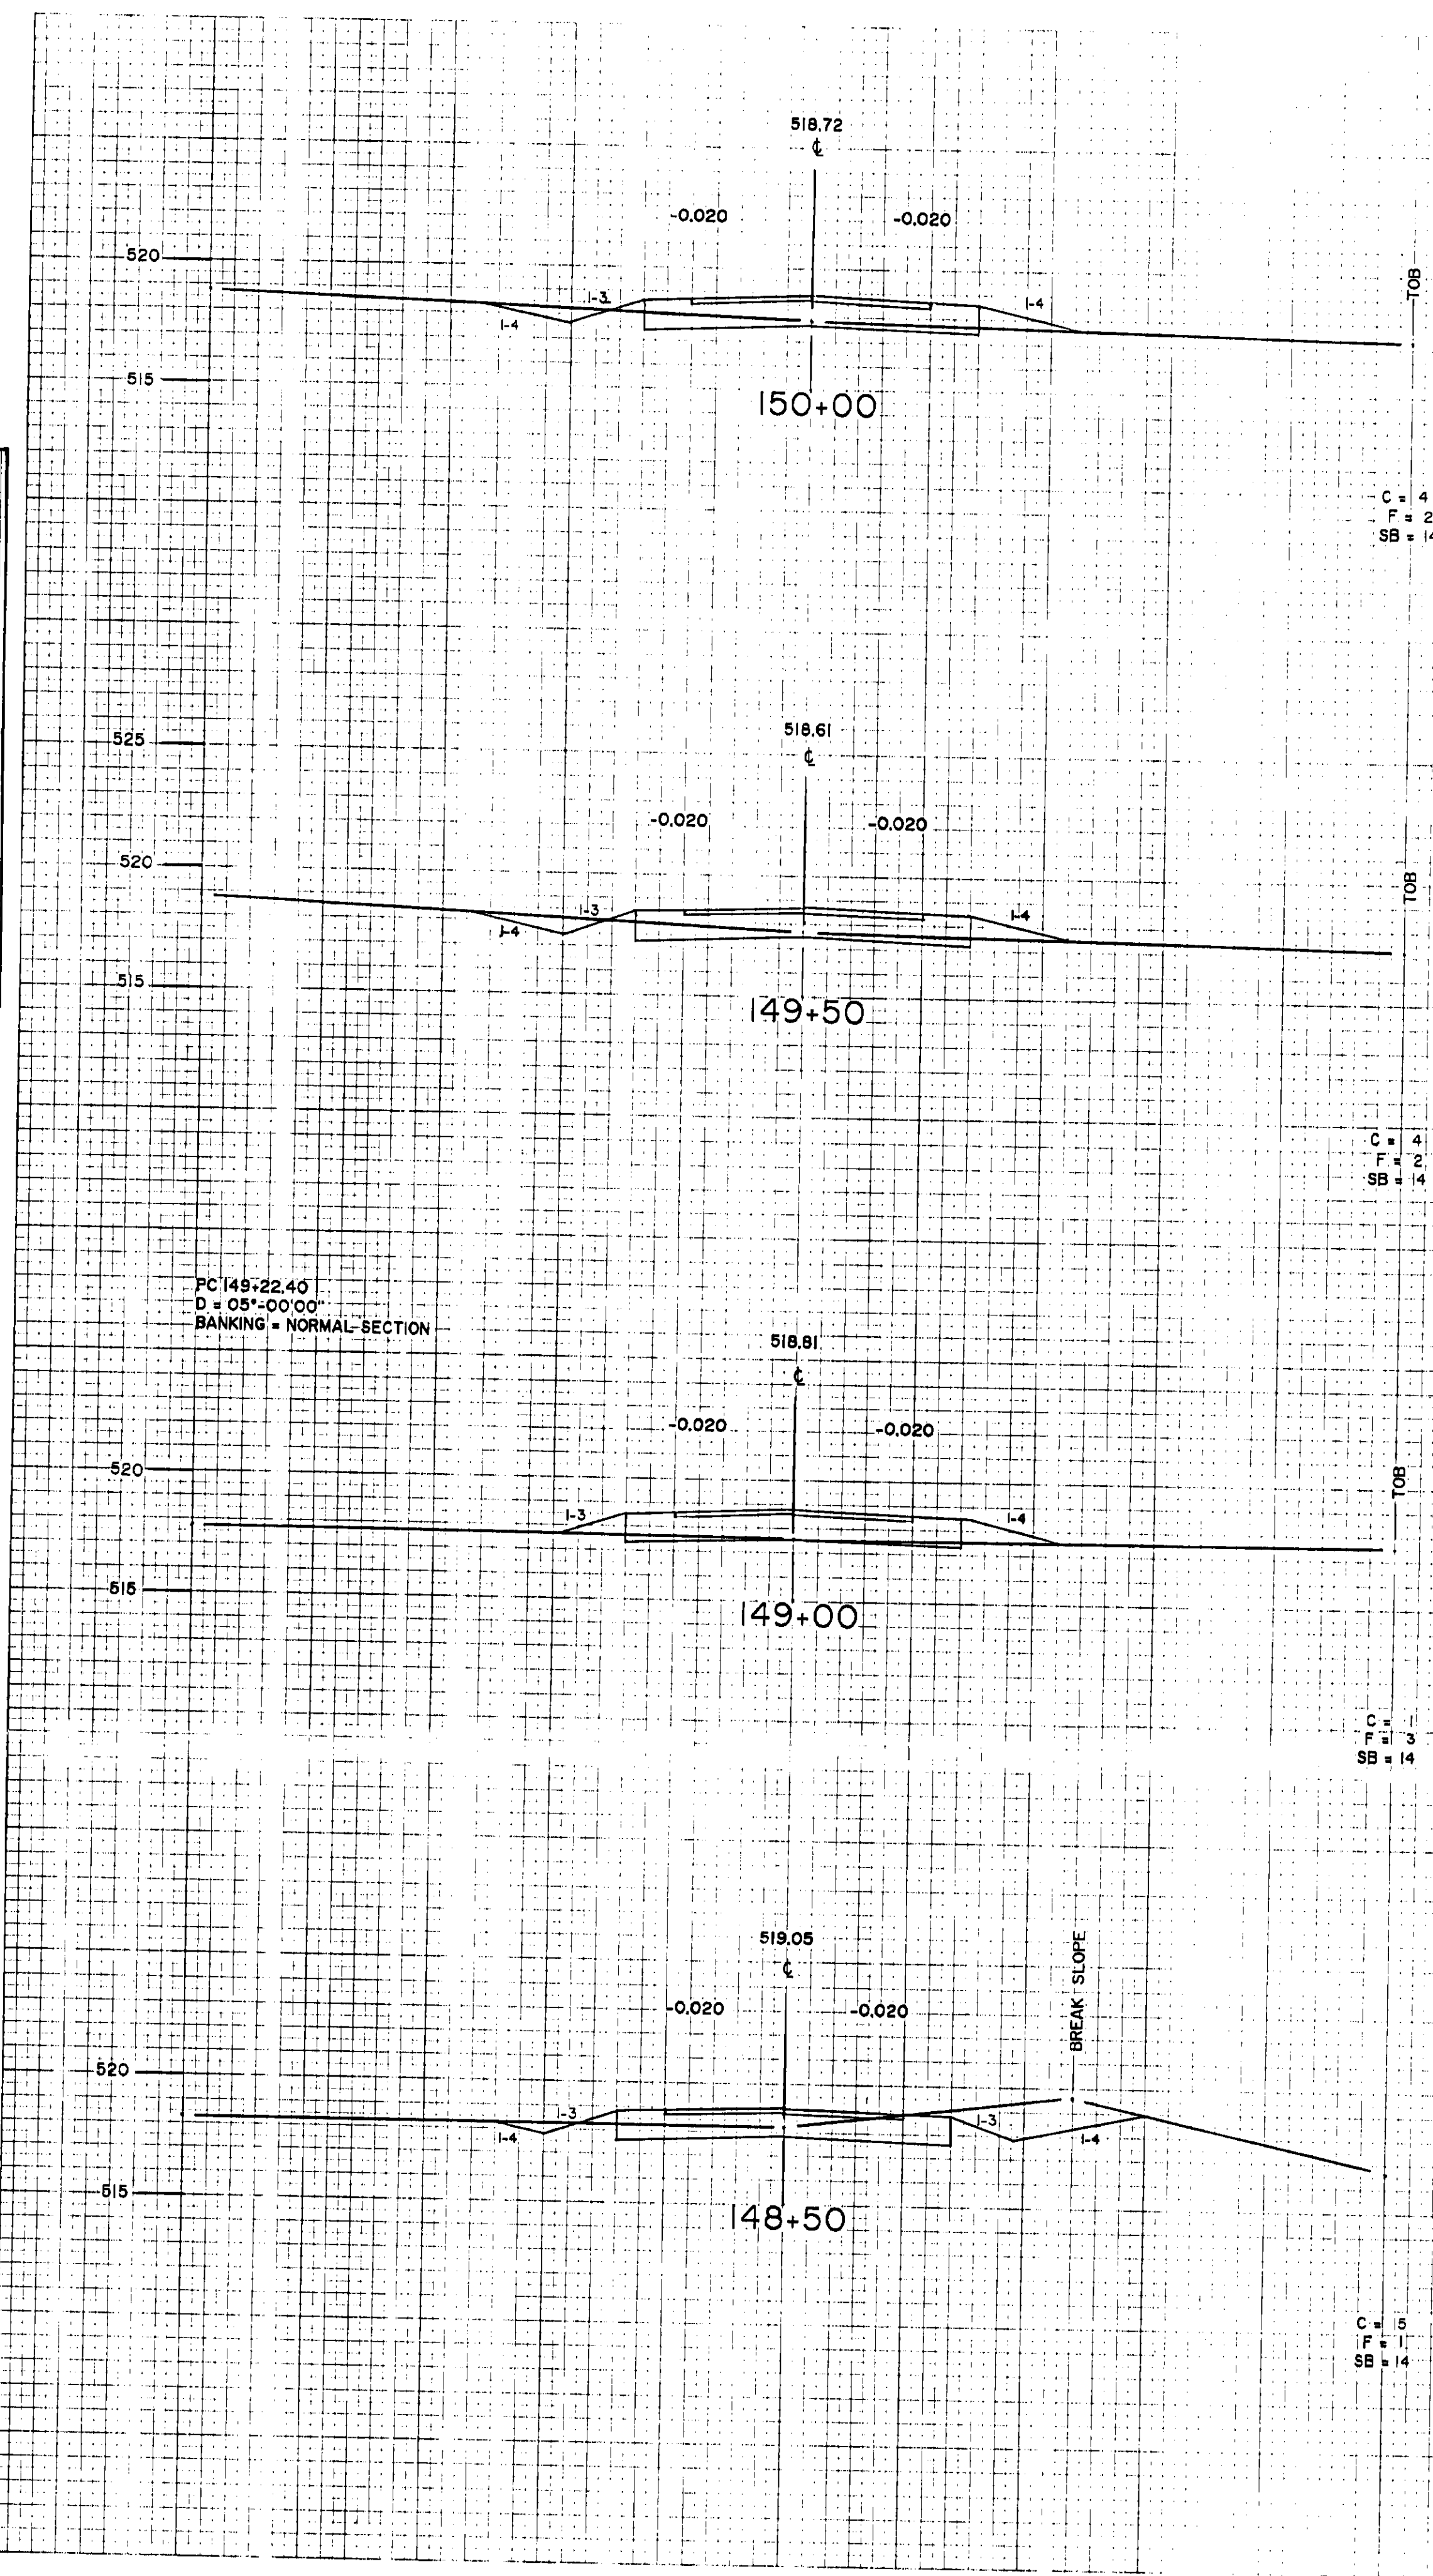 518.72
℄
-0.020 -0.020
520
TOB
1-3 1-4
1-4
515
150+00
C = 4
F = 2
SB = 14
525
518.61
℄
-0.020 -0.020
520
TOB
1-3 1-4
1-4
515
149+50
C = 4
F = 2
SB = 14
PC 149+22.40
D = 05°-00'00"
BANKING = NORMAL SECTION
518.81
℄
-0.020 -0.020
520
TOB
1-3 1-4
515
149+00
C = 1
F = 3
SB = 14
519.05
℄
BREAK SLOPE
-0.020 -0.020
520
1-3 1-3
1-4 1-4
515
148+50
C = 5
F = 1
SB = 14